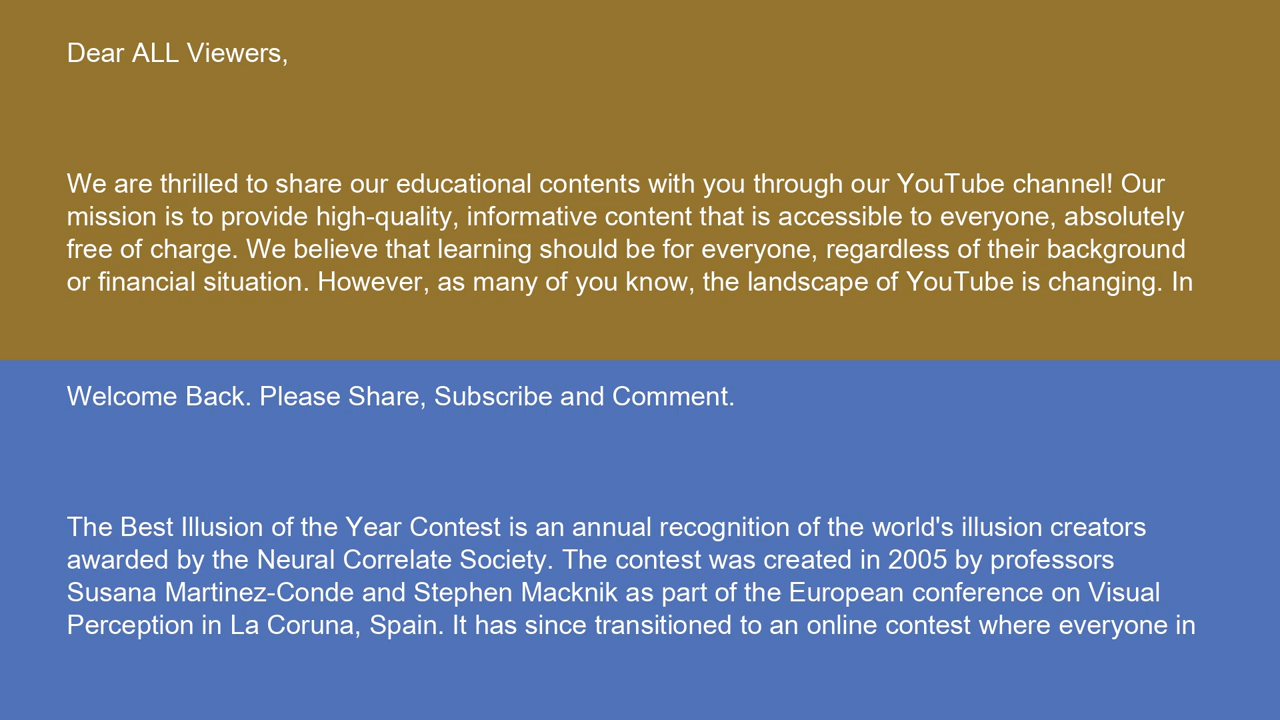 Dear ALL Viewers,
We are thrilled to share our educational contents with you through our YouTube channel! Our
mission is to provide high-quality, informative content that is accessible to everyone, absolutely
free of charge. We believe that learning should be for everyone, regardless of their background
or financial situation. However, as many of you know, the landscape of YouTube is changing. In
Welcome Back. Please Share, Subscribe and Comment.
The Best Illusion of the Year Contest is an annual recognition of the world's illusion creators
awarded by the Neural Correlate Society. The contest was created in 2005 by professors
Susana Martinez-Conde and Stephen Macknik as part of the European conference on Visual
Perception in La Coruna, Spain. It has since transitioned to an online contest where everyone in